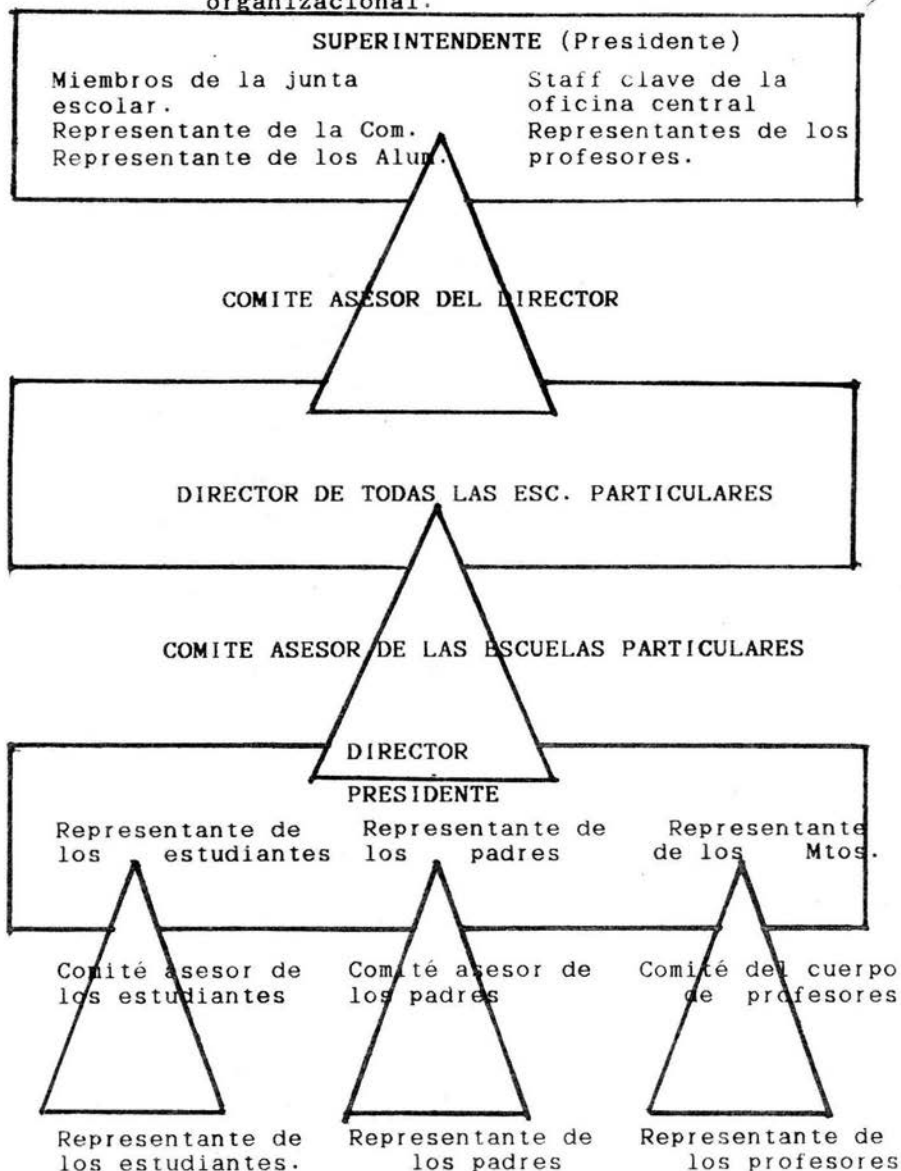 organizacional.
SUPERINTENDENTE (Presidente)
Miembros de la junta
escolar.
Representante de la Com.
Representante de los Alum.
Staff clave de la
oficina central
Representantes de los
profesores.
COMITE ASESOR DEL DIRECTOR
DIRECTOR DE TODAS LAS ESC. PARTICULARES
COMITE ASESOR DE LAS ESCUELAS PARTICULARES
DIRECTOR
PRESIDENTE
Representante de
los estudiantes
Representante de
los padres
Representante
de los Mtos.
Comité asesor de
los estudiantes
Comité asesor de
los padres
Comité del cuerpo
de profesores
Representante de
los estudiantes.
Representante de
los padres
Representante de
los profesores